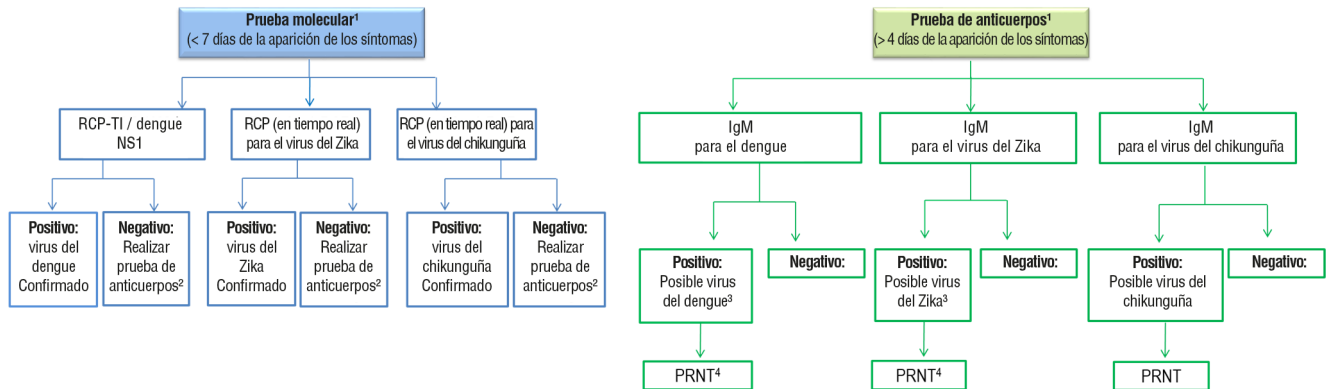 Prueba molecular¹
(< 7 días de la aparición de los síntomas)
RCP-TI / dengue
NS1
RCP (en tiempo real)
para el virus del Zika
RCP (en tiempo real) para
el virus del chikunguña
Positivo:
virus del
dengue
Confirmado
Negativo:
Realizar
prueba de
anticuerpos²
Positivo:
virus del
Zika
Confirmado
Negativo:
Realizar
prueba de
anticuerpos²
Positivo:
virus del
chikunguña
Confirmado
Negativo:
Realizar
prueba de
anticuerpos²
Prueba de anticuerpos¹
(> 4 días de la aparición de los síntomas)
IgM
para el dengue
IgM
para el virus del Zika
IgM
para el virus del chikunguña
Positivo:
Posible virus
del dengue³
Negativo:
Positivo:
Posible virus
del Zika³
Negativo:
Positivo:
Posible virus del
chikunguña
Negativo:
PRNT⁴
PRNT⁴
PRNT